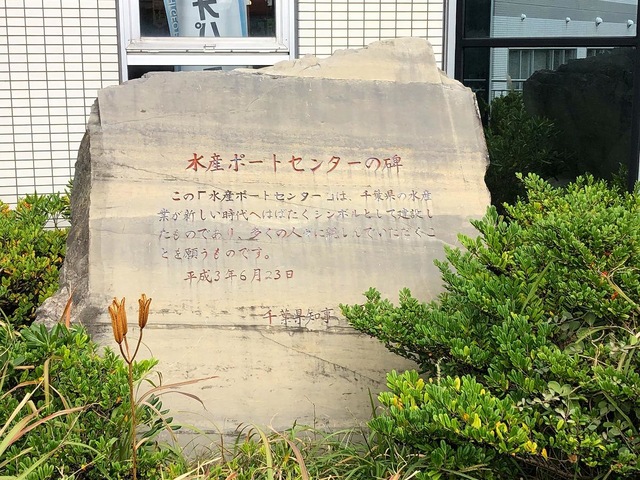 水産ポートセンターの碑
この「水産ポートセンター」は、千葉県の水産
業が新しい時代へはばたくシンボルとして建設し
たものであり、多くの人々に親しんでいただくこ
とを願うものです。
平成3年6月23日
千葉県知事